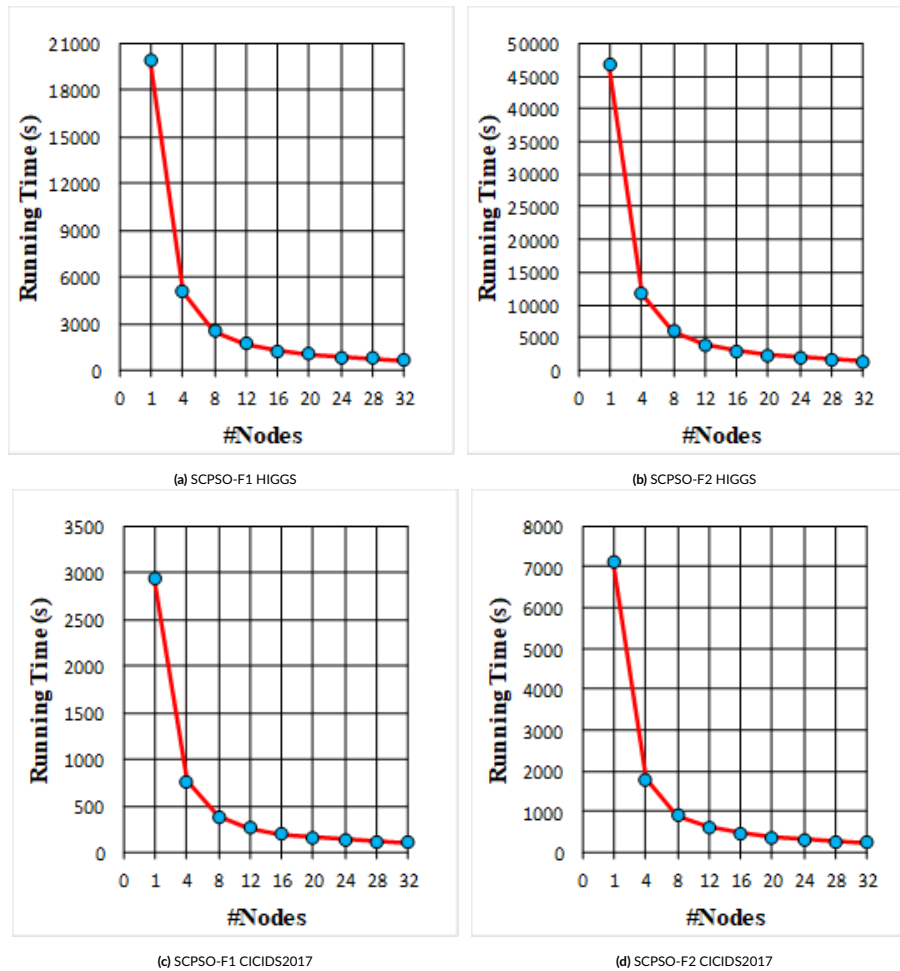 21000
18000
15000
12000
9000
6000
3000
0
Running Time (s)
0 1 4 8 12 16 20 24 28 32
#Nodes
(a) SCPSO-F1 HIGGS
50000
45000
40000
35000
30000
25000
20000
15000
10000
5000
0
Running Time (s)
0 1 4 8 12 16 20 24 28 32
#Nodes
(b) SCPSO-F2 HIGGS
3500
3000
2500
2000
1500
1000
500
0
Running Time (s)
0 1 4 8 12 16 20 24 28 32
#Nodes
(c) SCPSO-F1 CICIDS2017
8000
7000
6000
5000
4000
3000
2000
1000
0
Running Time (s)
0 1 4 8 12 16 20 24 28 32
#Nodes
(d) SCPSO-F2 CICIDS2017